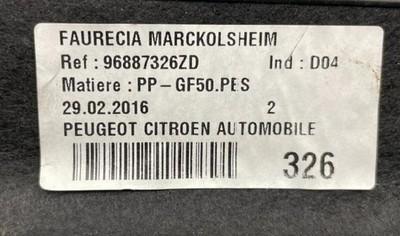 FAURECIA MARCKOLSHEIM
Ref : 96887326ZD Ind : D04
Matiere : PP-GF50.PES
29.02.2016 2
PEUGEOT CITROEN AUTOMOBILE
326